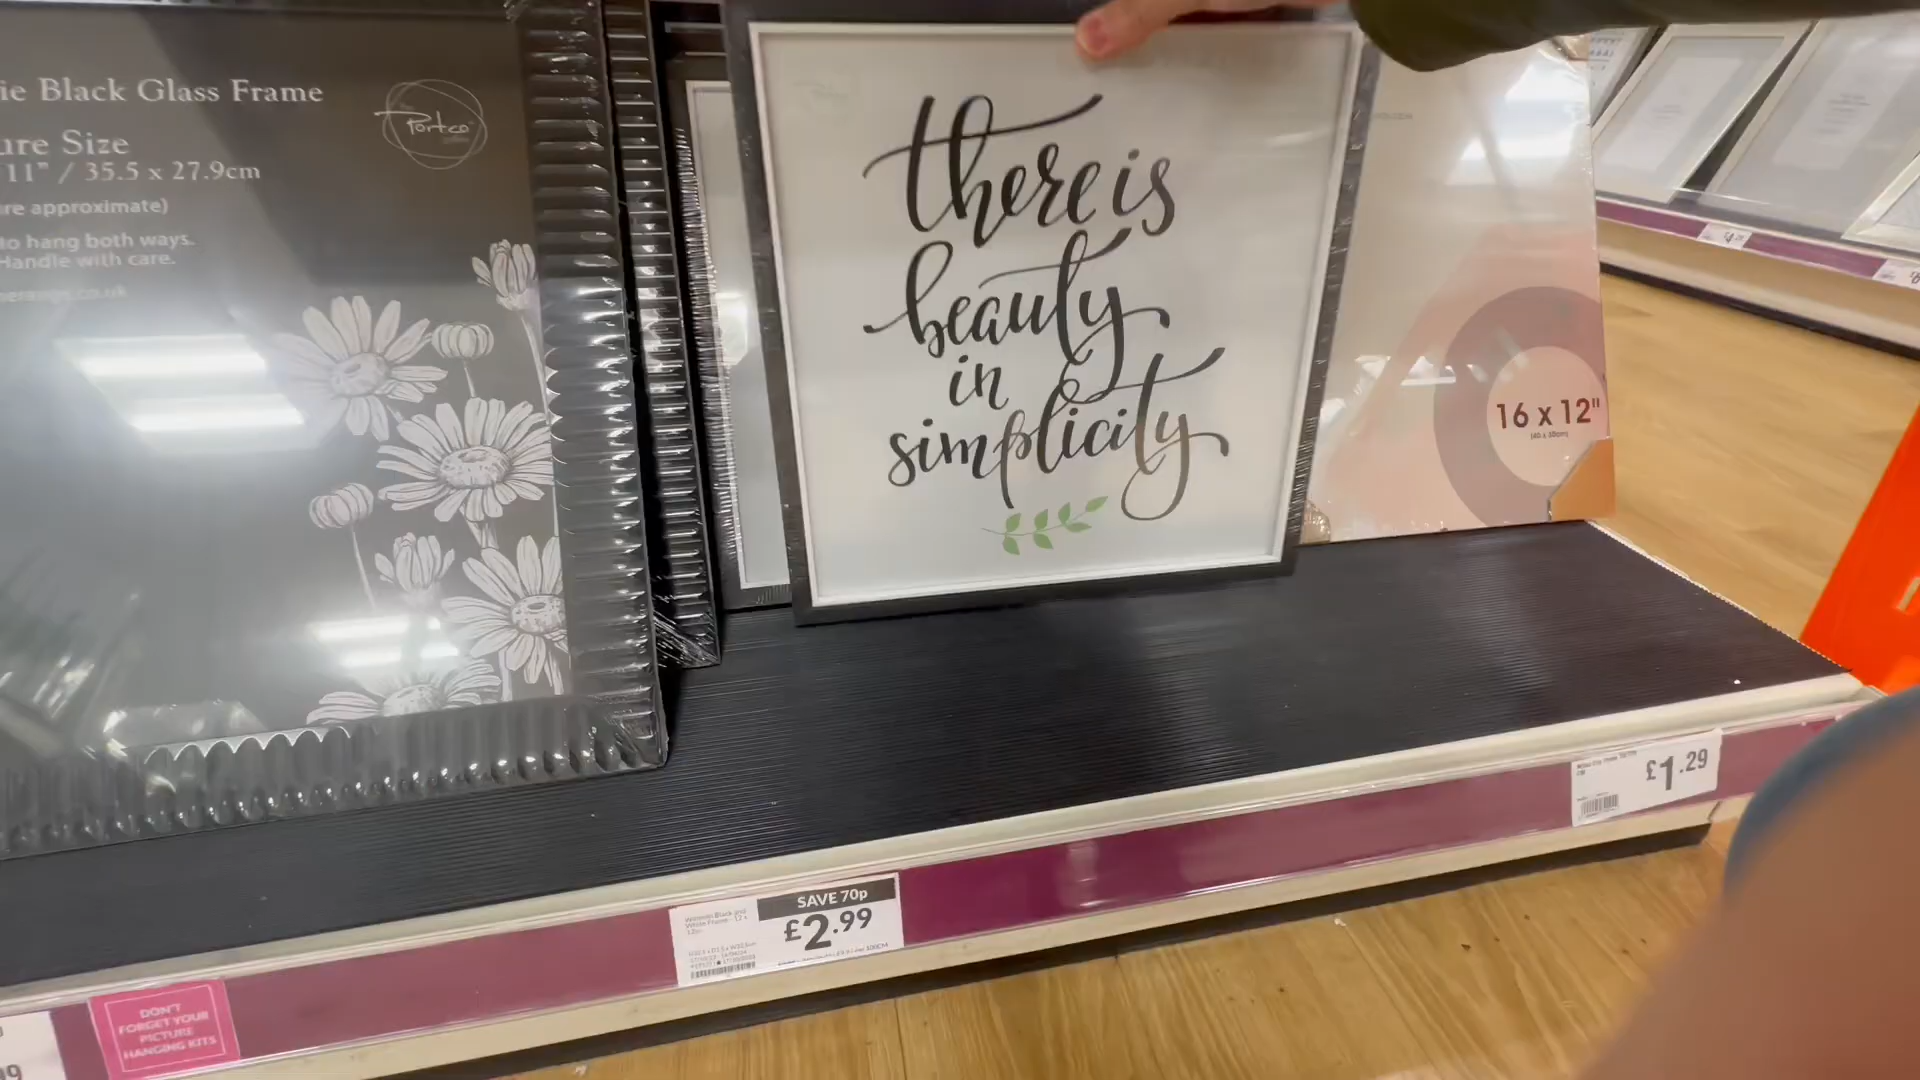 ie Black Glass Frame
ure Size
11" / 35.5 x 27.9cm
re approximate)
to hang both ways.
Handle with care.
Portco
there is
beauty
in
simplicity
16 x 12"
SAVE 70p
£2.99
£1.29
DON'T
FORGET YOUR
PICTURE
HANGING KITS